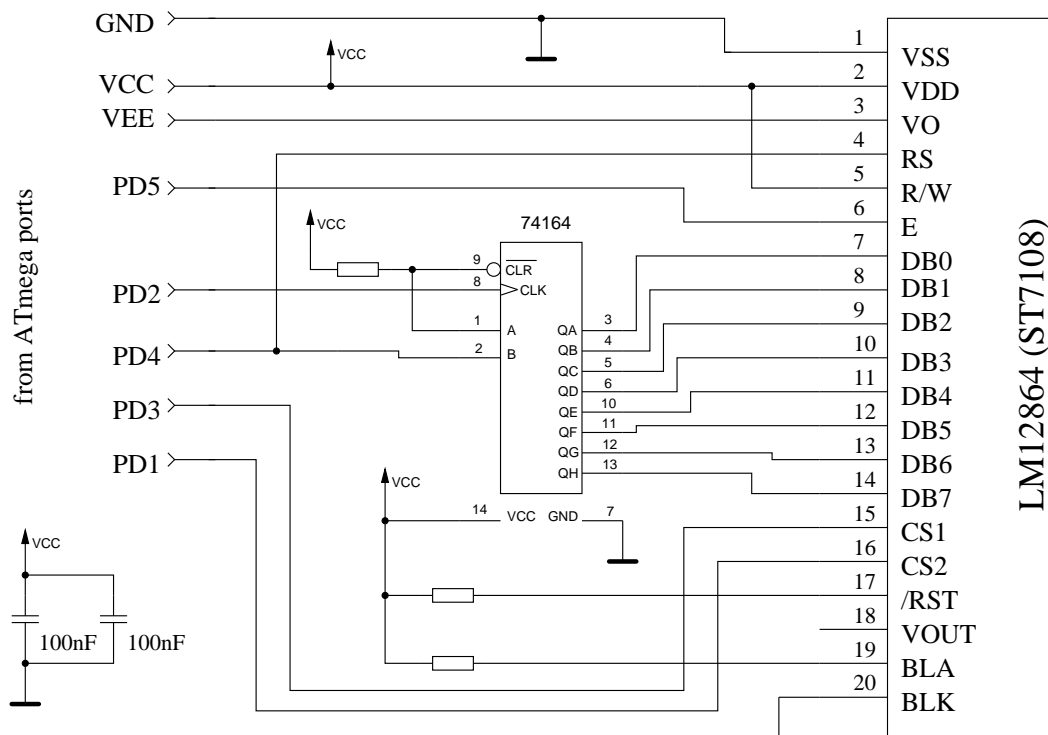 GND
VCC
VCC
VEE
PD5
VCC
PD2
PD4
PD3
PD1
from ATmega ports
VCC
100nF
100nF
74164
9
CLR
8
CLK
1
A
2
B
QA
3
QB
4
QC
5
QD
6
QE
10
QF
11
QG
12
QH
13
VCC
14
VCC
GND
7
1
VSS
2
VDD
3
VO
4
RS
5
R/W
6
E
7
DB0
8
DB1
9
DB2
10
DB3
11
DB4
12
DB5
13
DB6
14
DB7
15
CS1
16
CS2
17
/RST
18
VOUT
19
BLA
20
BLK
LM12864 (ST7108)